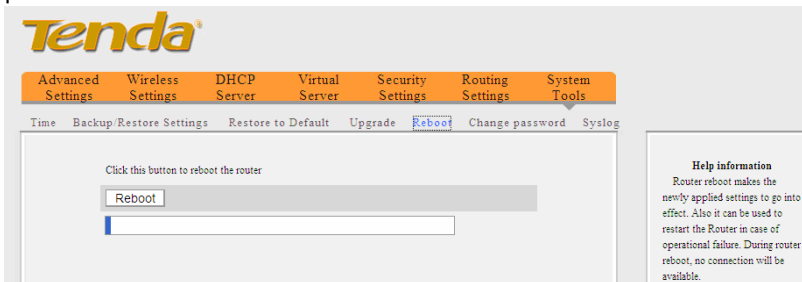 Tenda®
Advanced Settings Wireless Settings DHCP Server Virtual Server Security Settings Routing Settings System Tools
Time Backup/Restore Settings Restore to Default Upgrade Reboot Change password Syslog
Click this button to reboot the router
Reboot
Help information
Router reboot makes the
newly applied settings to go into
effect. Also it can be used to
restart the Router in case of
operational failure. During router
reboot, no connection will be
available.